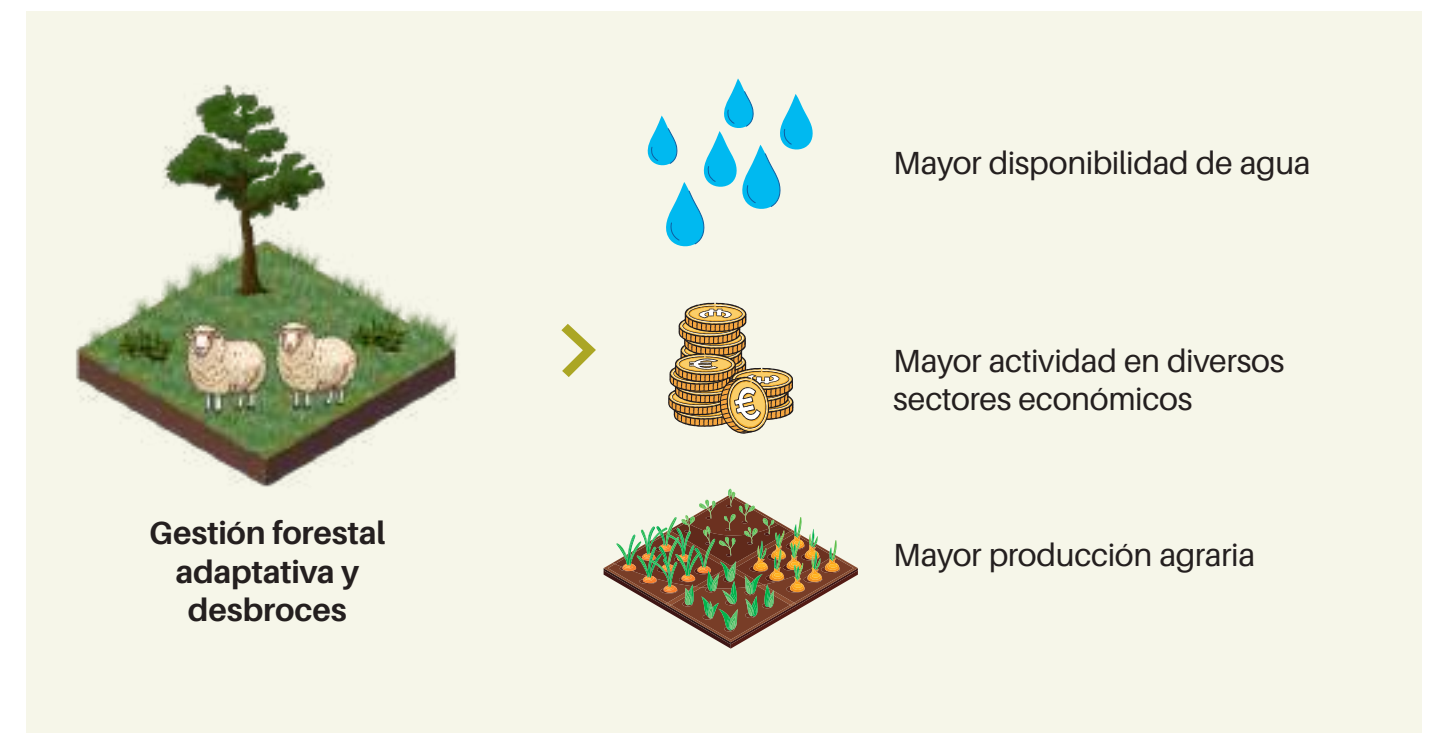 Mayor disponibilidad de agua
Mayor actividad en diversos
sectores económicos
Mayor producción agraria
Gestión forestal
adaptativa y
desbroces